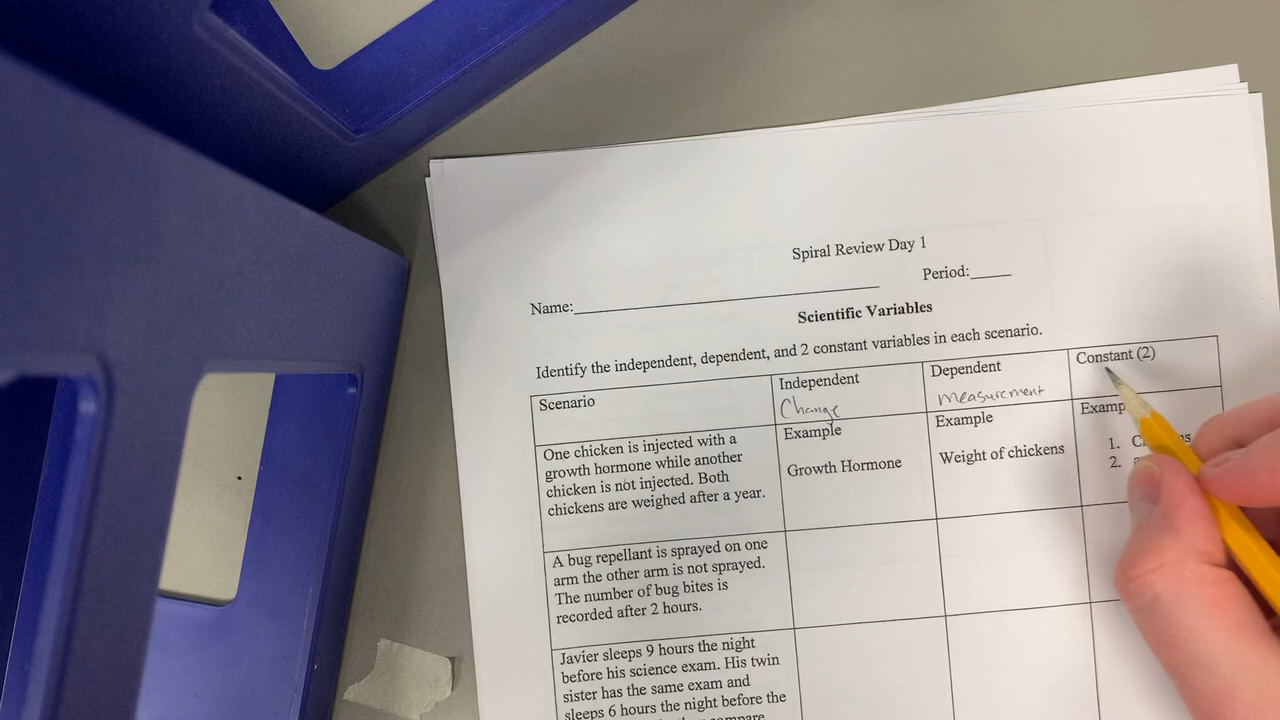 Spiral Review Day 1
Name: Period:
Scientific Variables
Identify the independent, dependent, and 2 constant variables in each scenario.
Scenario
Independent
Change
Dependent
measurement
Constant (2)
One chicken is injected with a
growth hormone while another
chicken is not injected. Both
chickens are weighed after a year.
Example
Growth Hormone
Example
Weight of chickens
1.
2.
A bug repellant is sprayed on one
arm the other arm is not sprayed.
The number of bug bites is
recorded after 2 hours.
Javier sleeps 9 hours the night
before his science exam. His twin
sister has the same exam and
sleeps 6 hours the night before the
compare